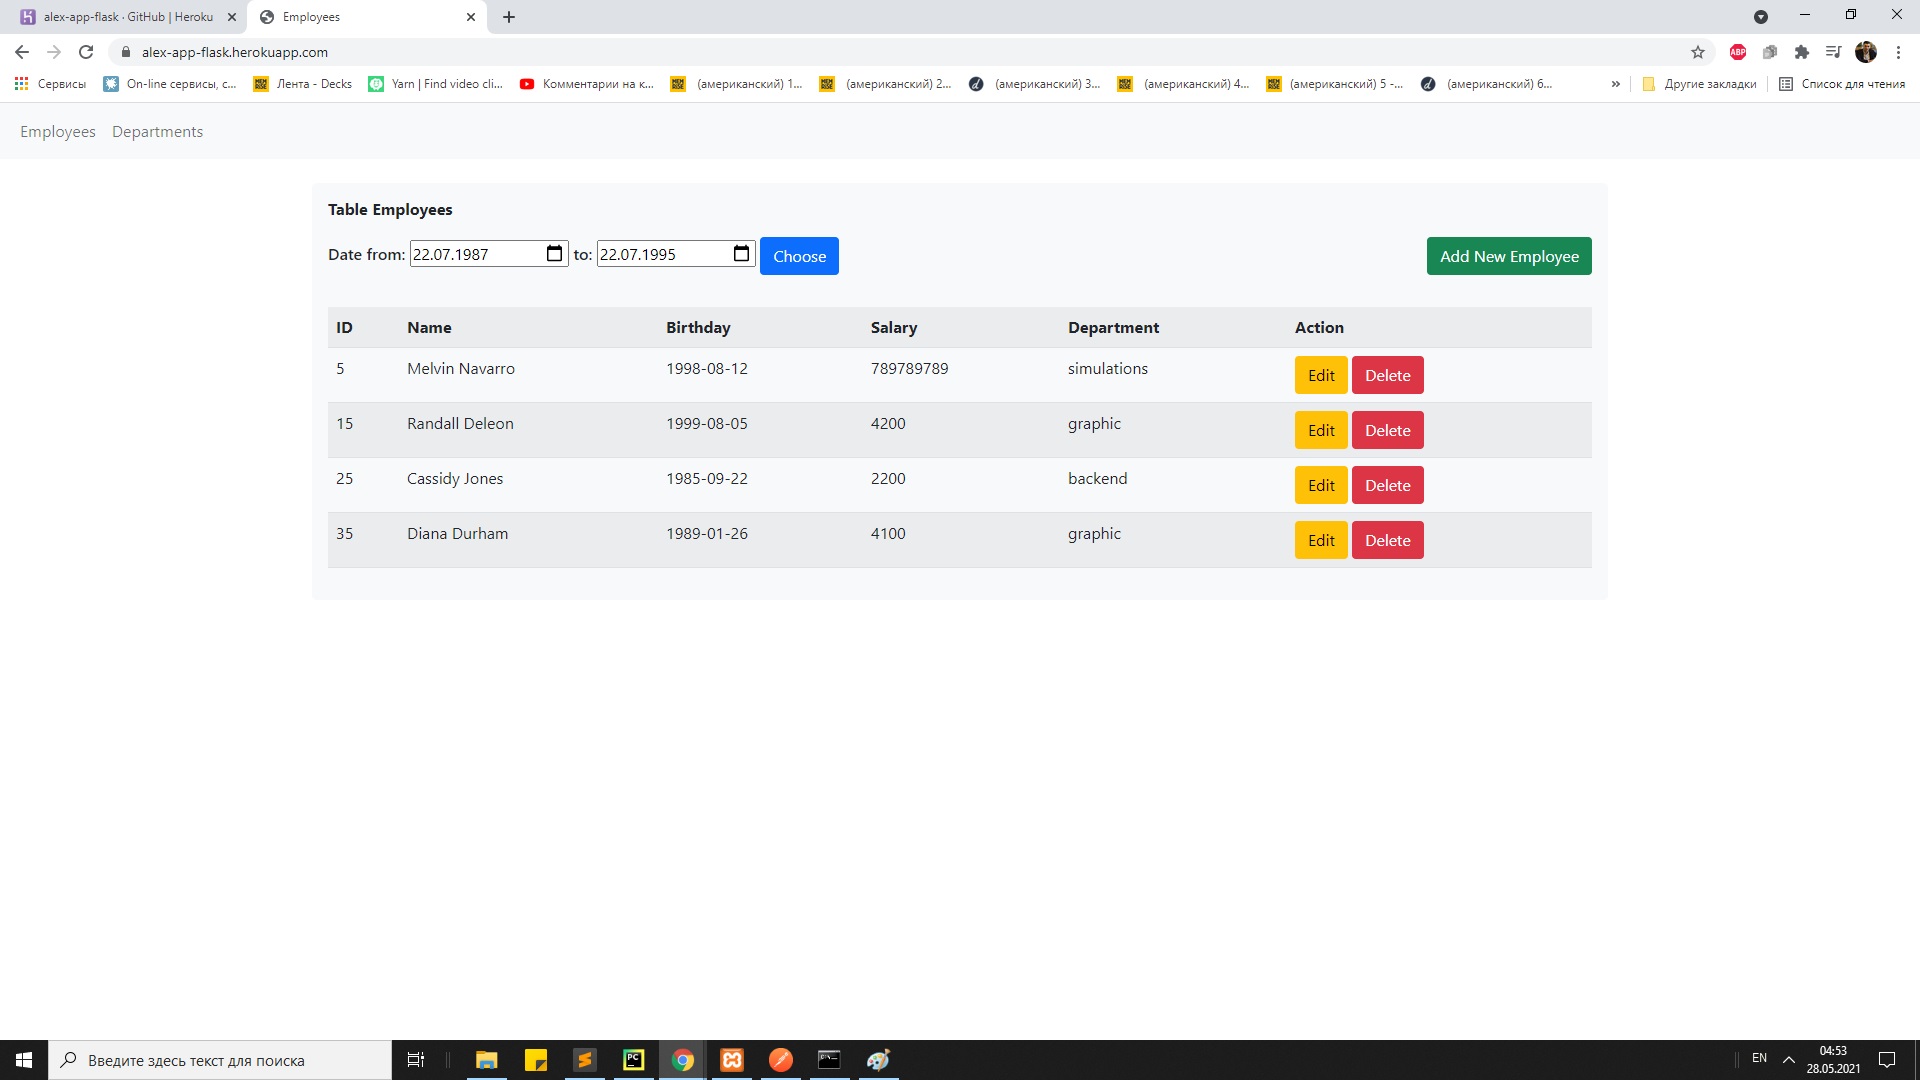 alex-app-flask · GitHub | Heroku
Employees
alex-app-flask.herokuapp.com
ABP
Сервисы
On-line сервисы, с...
Лента - Decks
Yarn | Find video cli...
Комментарии на к...
(американский) 1...
(американский) 2...
(американский) 3...
(американский) 4...
(американский) 5 -...
(американский) 6...
»
Другие закладки
Список для чтения
Employees Departments
Table Employees
Date from: 22.07.1987 to: 22.07.1995 Choose Add New Employee
ID Name Birthday Salary Department Action
5 Melvin Navarro 1998-08-12 789789789 simulations Edit Delete
15 Randall Deleon 1999-08-05 4200 graphic Edit Delete
25 Cassidy Jones 1985-09-22 2200 backend Edit Delete
35 Diana Durham 1989-01-26 4100 graphic Edit Delete
Введите здесь текст для поиска
PC
EN
04:53
28.05.2021